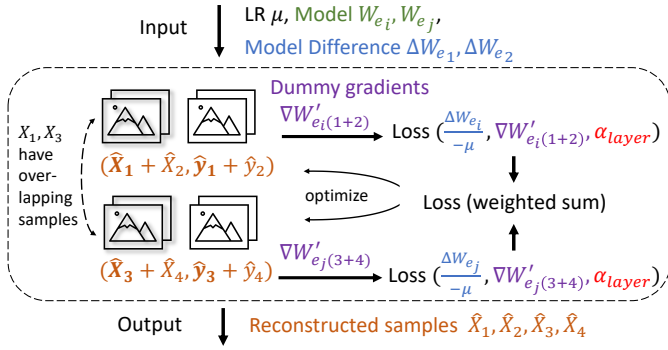 Input
LR μ, Model W_{e_i}, W_{e_j},
Model Difference ΔW_{e_1}, ΔW_{e_2}
Dummy gradients
X_1, X_3
have
over-
lapping
samples
∇W'_{e_i(1+2)}
Loss (ΔW_{e_i}/−μ, ∇W'_{e_i(1+2)}, α_{layer})
(X̂_1 + X̂_2, ŷ_1 + ŷ_2)
optimize
Loss (weighted sum)
(X̂_3 + X̂_4, ŷ_3 + ŷ_4)
∇W'_{e_j(3+4)}
Loss (ΔW_{e_j}/−μ, ∇W'_{e_j(3+4)}, α_{layer})
Output
Reconstructed samples X̂_1, X̂_2, X̂_3, X̂_4